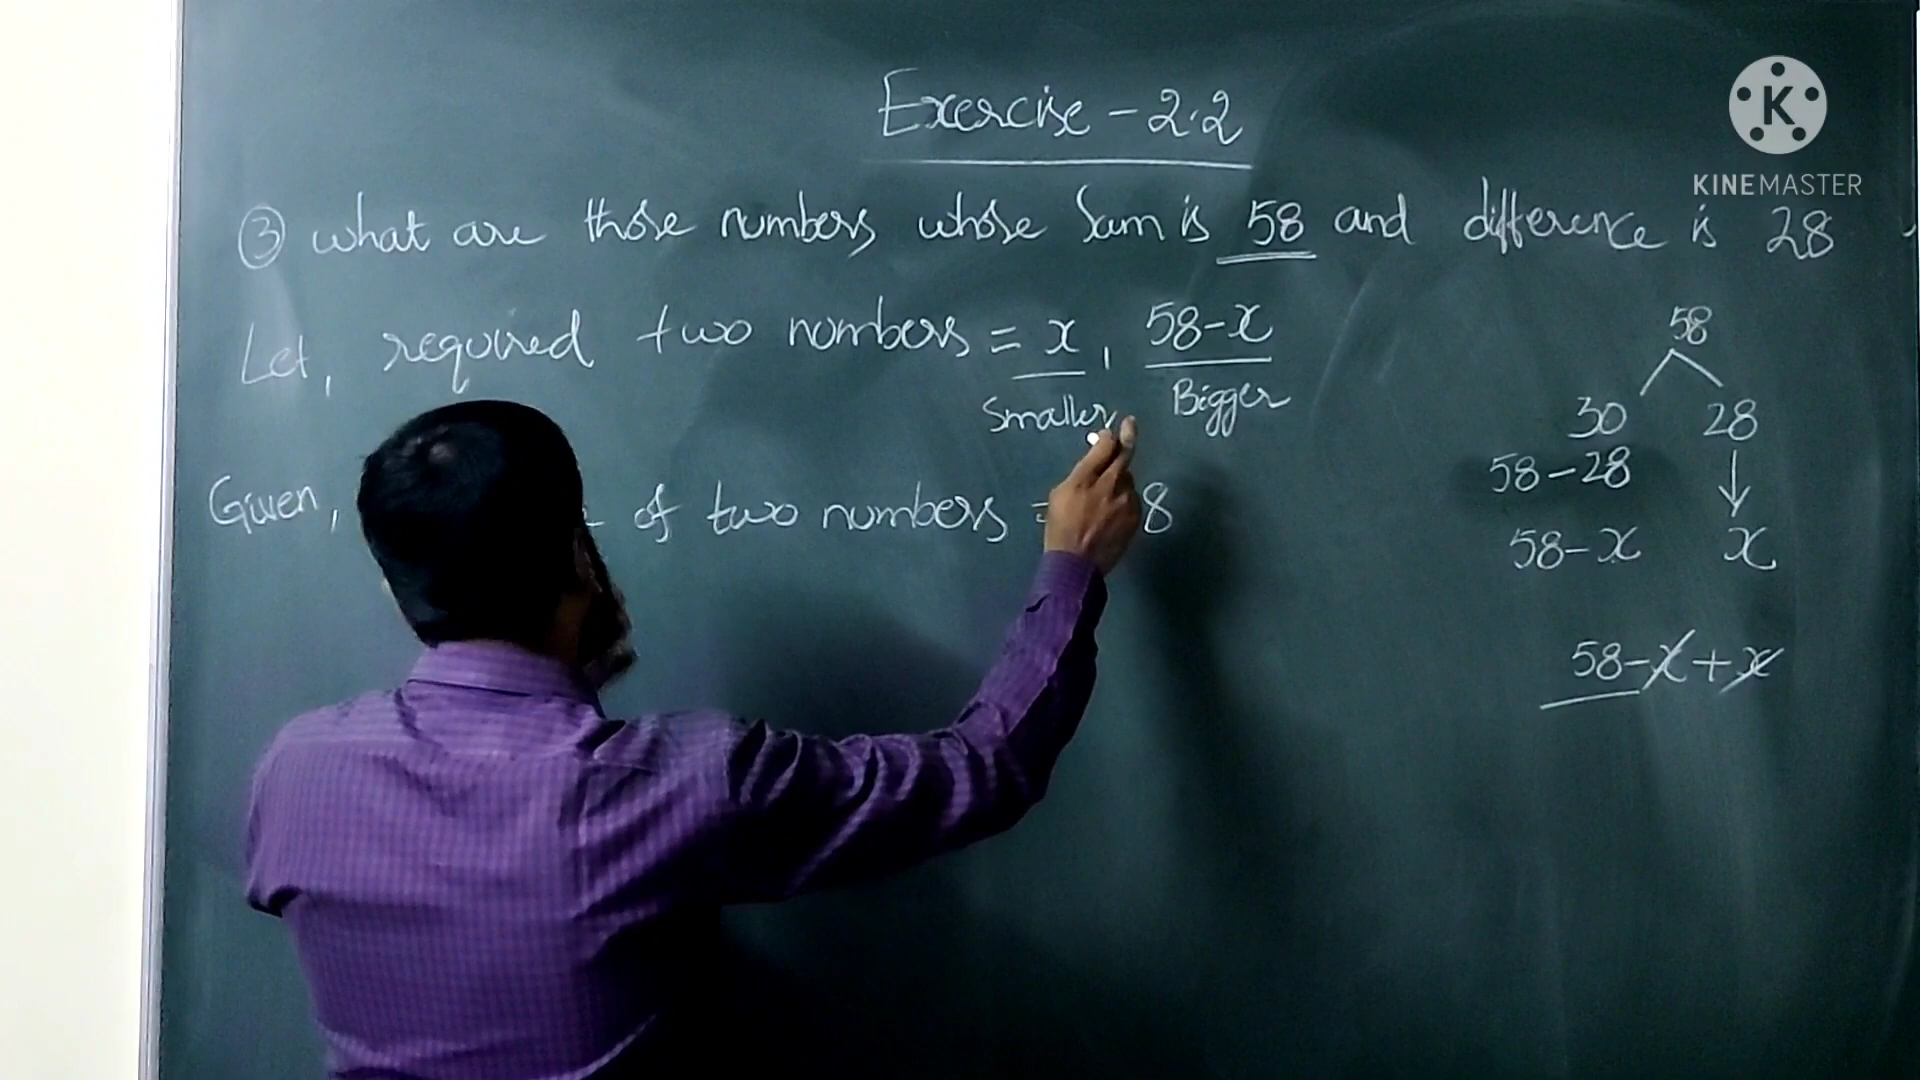 Exercise - 2.2
K
KINEMASTER
③ what are those numbers whose Sum is 58 and difference is 28
Let, required two numbers = x, 58-x
Smaller Bigger
Given, of two numbers = 8
58
30 28
58-28
58-x x
58-x+x